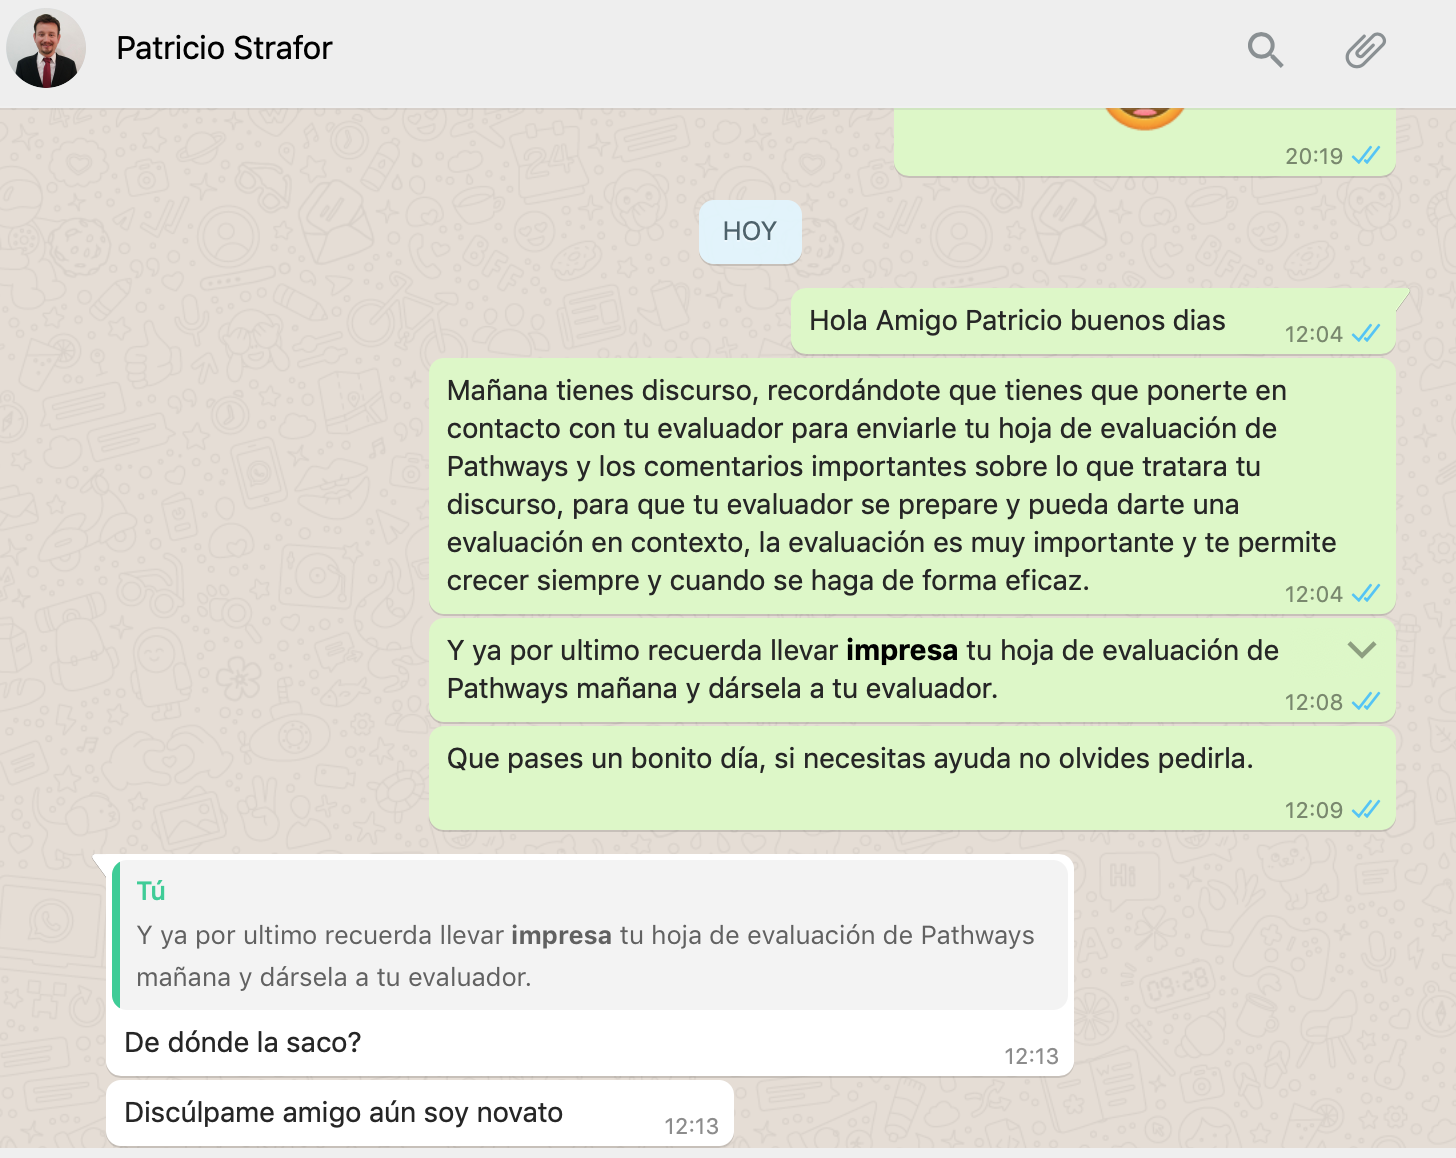 Patricio Strafor
20:19
HOY
Hola Amigo Patricio buenos dias
12:04
Mañana tienes discurso, recordándote que tienes que ponerte en
contacto con tu evaluador para enviarle tu hoja de evaluación de
Pathways y los comentarios importantes sobre lo que tratara tu
discurso, para que tu evaluador se prepare y pueda darte una
evaluación en contexto, la evaluación es muy importante y te permite
crecer siempre y cuando se haga de forma eficaz.
12:04
Y ya por ultimo recuerda llevar impresa tu hoja de evaluación de
Pathways mañana y dársela a tu evaluador.
12:08
Que pases un bonito día, si necesitas ayuda no olvides pedirla.
12:09
Tú
Y ya por ultimo recuerda llevar impresa tu hoja de evaluación de Pathways
mañana y dársela a tu evaluador.
De dónde la saco?
12:13
Discúlpame amigo aún soy novato
12:13